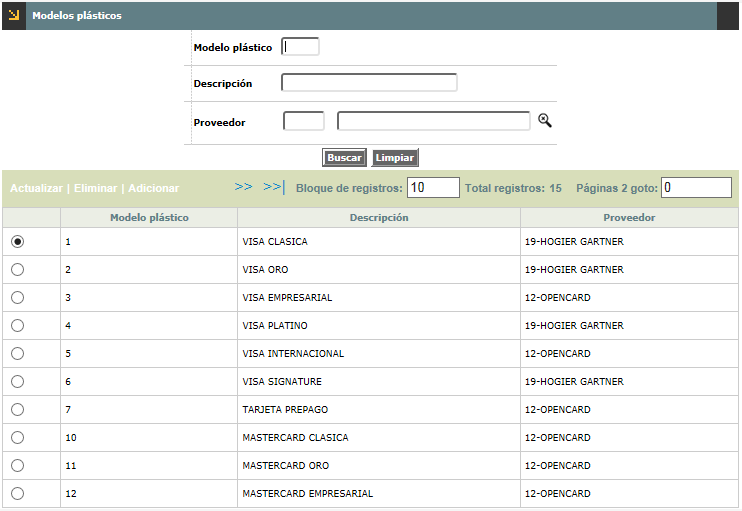 Modelos plásticos
Modelo plástico
Descripción
Proveedor
Buscar Limpiar
Actualizar | Eliminar | Adicionar >> >>| Bloque de registros: 10 Total registros: 15 Páginas 2 goto: 0
Modelo plástico Descripción Proveedor
1 VISA CLASICA 19-HOGIER GARTNER
2 VISA ORO 19-HOGIER GARTNER
3 VISA EMPRESARIAL 12-OPENCARD
4 VISA PLATINO 19-HOGIER GARTNER
5 VISA INTERNACIONAL 12-OPENCARD
6 VISA SIGNATURE 19-HOGIER GARTNER
7 TARJETA PREPAGO 12-OPENCARD
10 MASTERCARD CLASICA 12-OPENCARD
11 MASTERCARD ORO 12-OPENCARD
12 MASTERCARD EMPRESARIAL 12-OPENCARD